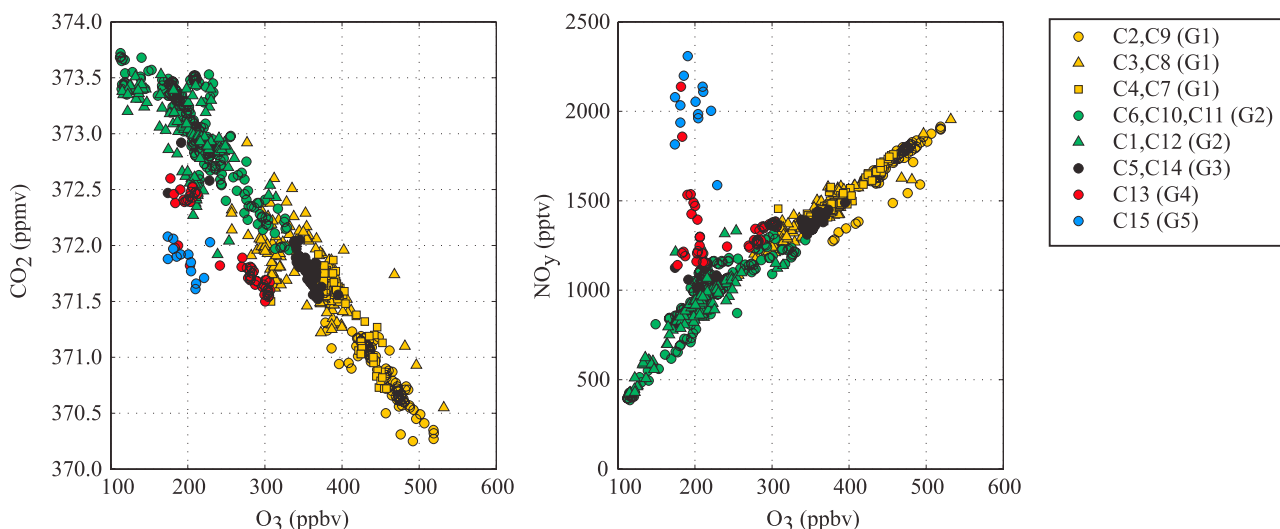 374.0
373.5
373.0
372.5
372.0
371.5
371.0
370.5
370.0
CO2 (ppmv)
100 200 300 400 500 600
O3 (ppbv)
2500
2000
1500
1000
500
0
NOy (pptv)
100 200 300 400 500 600
O3 (ppbv)
C2,C9 (G1)
C3,C8 (G1)
C4,C7 (G1)
C6,C10,C11 (G2)
C1,C12 (G2)
C5,C14 (G3)
C13 (G4)
C15 (G5)